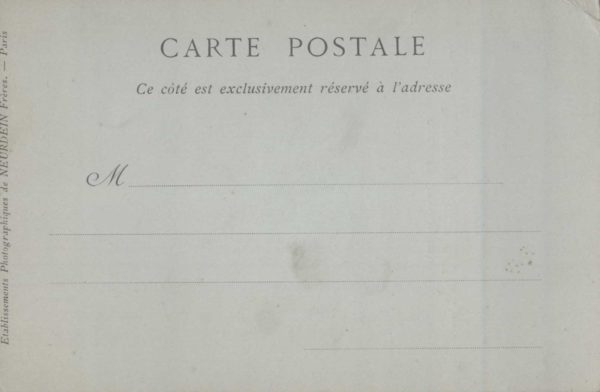 CARTE POSTALE
Ce côté est exclusivement réservé à l'adresse
M
Etablissements Photographiques de NEURDEIN Frères. — Paris